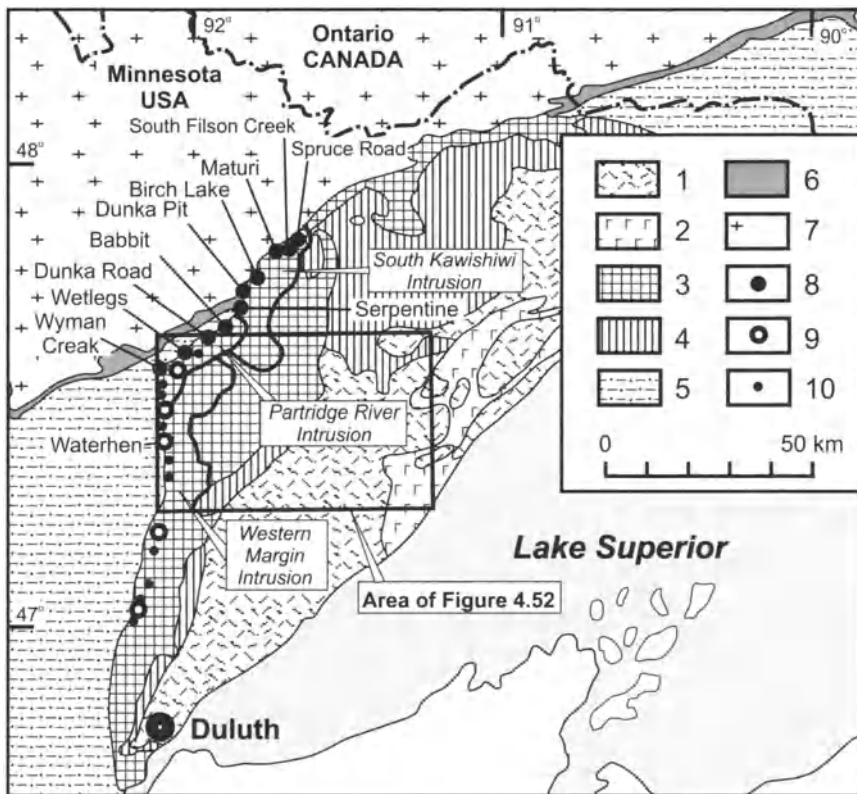 92°
91°
90°
Ontario
CANADA
Minnesota
USA
South Filson Creek
Spruce Road
48°
Maturi
Birch Lake
Dunka Pit
Babbit
Dunka Road
Wetlegs
Wyman
Creak
South Kawishiwi
Intrusion
Serpentine
Partridge River
Intrusion
Waterhen
Western
Margin
Intrusion
Area of Figure 4.52
Lake Superior
47°
Duluth
1
2
3
4
5
6
7
8
9
10
0
50 km